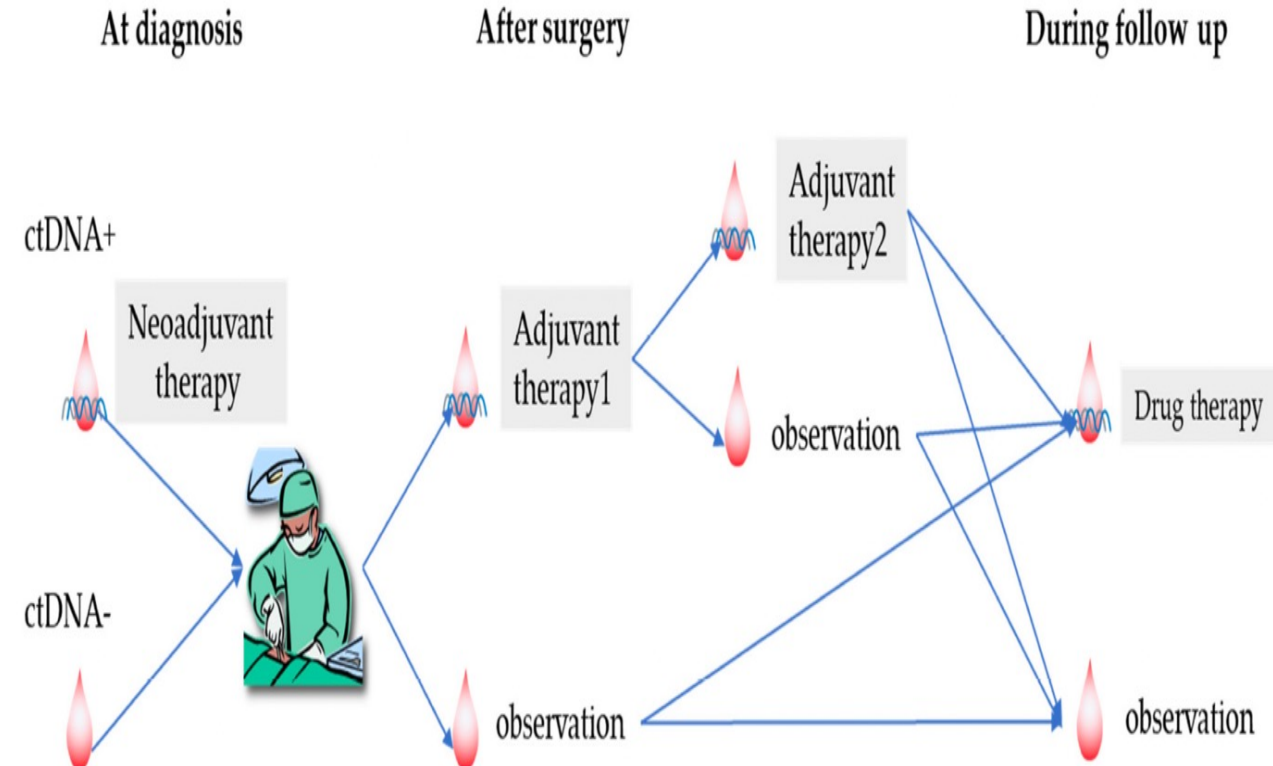 At diagnosis
After surgery
During follow up
ctDNA+
Neoadjuvant
therapy
Adjuvant
therapy1
Adjuvant
therapy2
observation
Drug therapy
ctDNA-
observation
observation